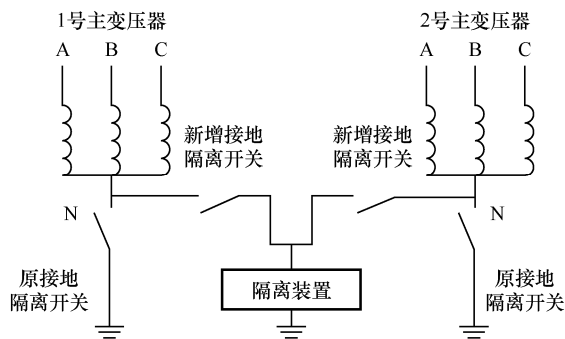 1号主变压器
2号主变压器
A B C
A B C
新增接地
隔离开关
新增接地
隔离开关
N
N
原接地
隔离开关
隔离装置
原接地
隔离开关